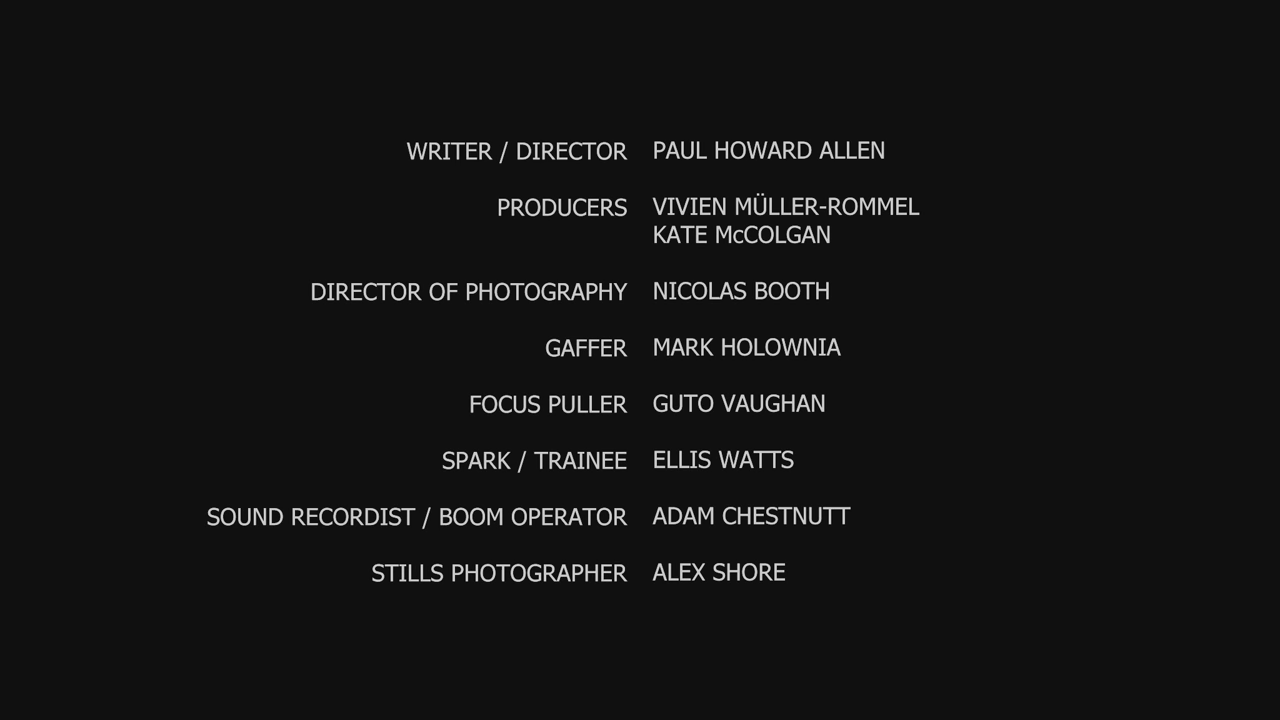 WRITER / DIRECTOR PAUL HOWARD ALLEN
PRODUCERS VIVIEN MÜLLER-ROMMEL
KATE McCOLGAN
DIRECTOR OF PHOTOGRAPHY NICOLAS BOOTH
GAFFER MARK HOLOWNIA
FOCUS PULLER GUTO VAUGHAN
SPARK / TRAINEE ELLIS WATTS
SOUND RECORDIST / BOOM OPERATOR ADAM CHESTNUTT
STILLS PHOTOGRAPHER ALEX SHORE